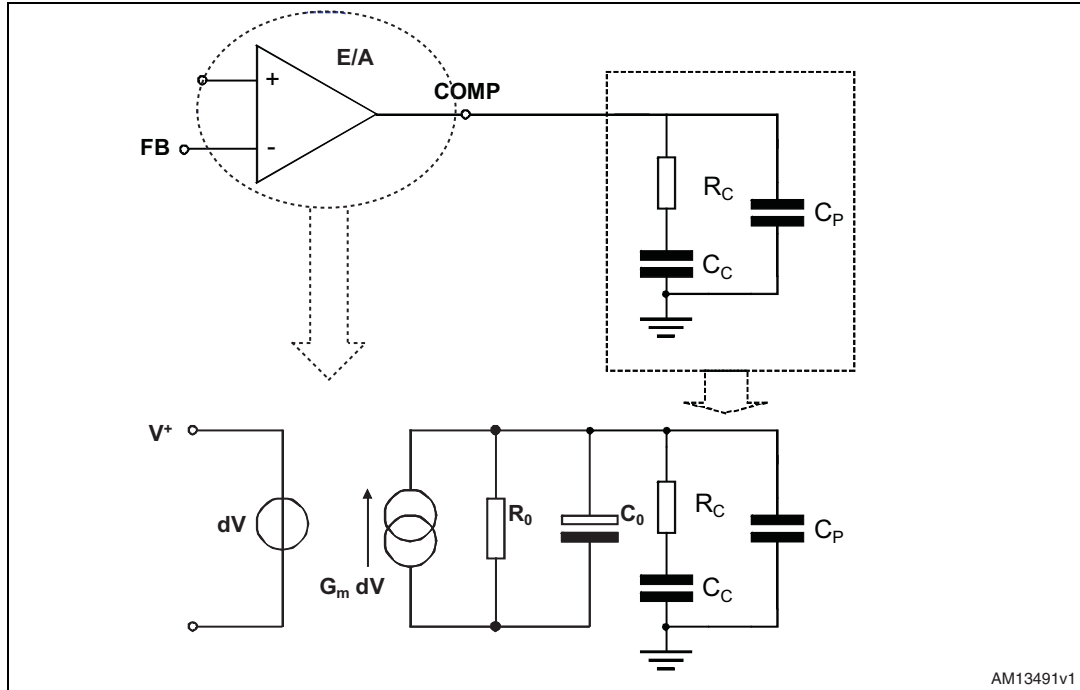 E/A
+
COMP
FB
-
R_C
C_P
C_C
V⁺
dV
G_m dV
R_0
C_0
R_C
C_P
C_C
AM13491v1